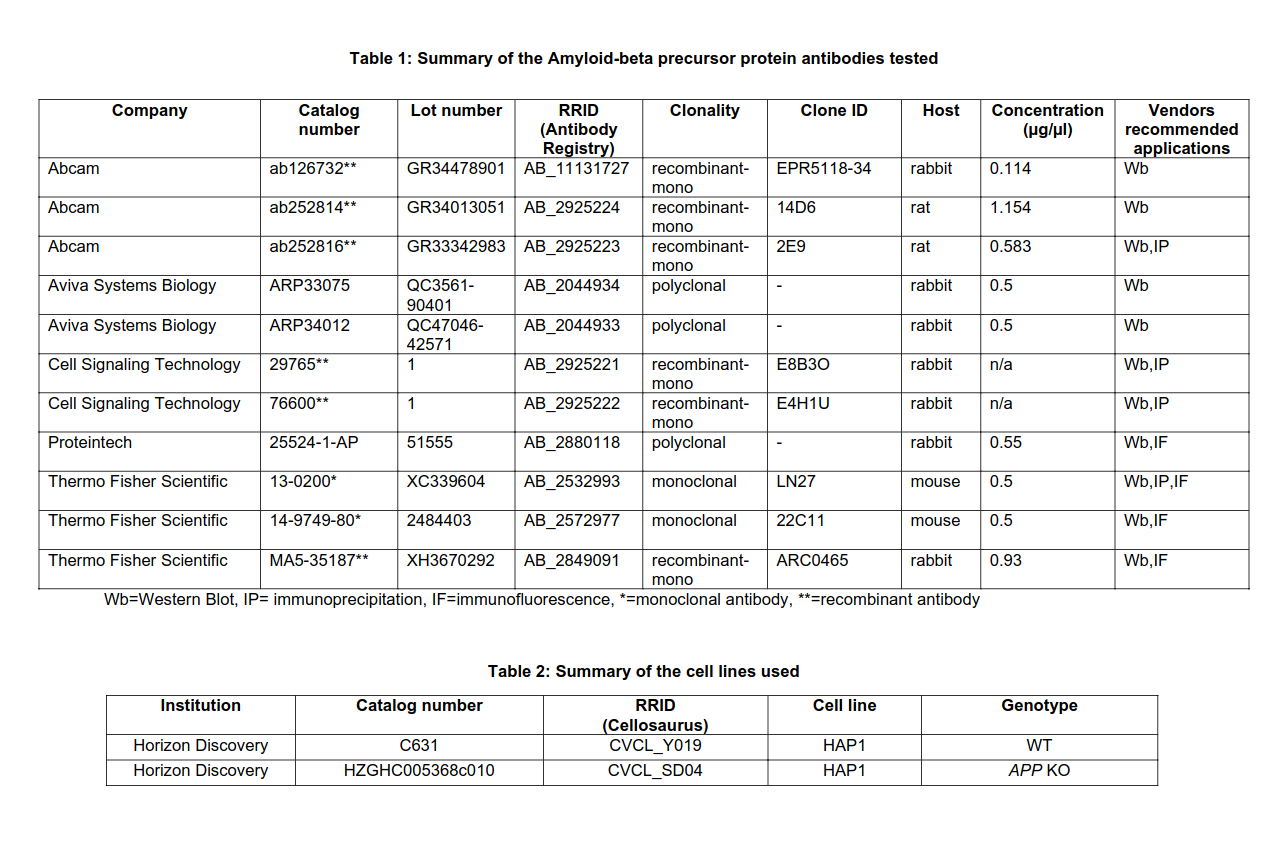 Table 1: Summary of the Amyloid-beta precursor protein antibodies tested
Company Catalog number Lot number RRID (Antibody Registry) Clonality Clone ID Host Concentration (µg/µl) Vendors recommended applications
Abcam ab126732** GR34478901 AB_11131727 recombinant-mono EPR5118-34 rabbit 0.114 Wb
Abcam ab252814** GR34013051 AB_2925224 recombinant-mono 14D6 rat 1.154 Wb
Abcam ab252816** GR33342983 AB_2925223 recombinant-mono 2E9 rat 0.583 Wb,IP
Aviva Systems Biology ARP33075 QC3561-90401 AB_2044934 polyclonal - rabbit 0.5 Wb
Aviva Systems Biology ARP34012 QC47046-42571 AB_2044933 polyclonal - rabbit 0.5 Wb
Cell Signaling Technology 29765** 1 AB_2925221 recombinant-mono E8B3O rabbit n/a Wb,IP
Cell Signaling Technology 76600** 1 AB_2925222 recombinant-mono E4H1U rabbit n/a Wb,IP
Proteintech 25524-1-AP 51555 AB_2880118 polyclonal - rabbit 0.55 Wb,IF
Thermo Fisher Scientific 13-0200* XC339604 AB_2532993 monoclonal LN27 mouse 0.5 Wb,IP,IF
Thermo Fisher Scientific 14-9749-80* 2484403 AB_2572977 monoclonal 22C11 mouse 0.5 Wb,IF
Thermo Fisher Scientific MA5-35187** XH3670292 AB_2849091 recombinant-mono ARC0465 rabbit 0.93 Wb,IF
Wb=Western Blot, IP= immunoprecipitation, IF=immunofluorescence, *=monoclonal antibody, **=recombinant antibody
Table 2: Summary of the cell lines used
Institution Catalog number RRID (Cellosaurus) Cell line Genotype
Horizon Discovery C631 CVCL_Y019 HAP1 WT
Horizon Discovery HZGHC005368c010 CVCL_SD04 HAP1 APP KO